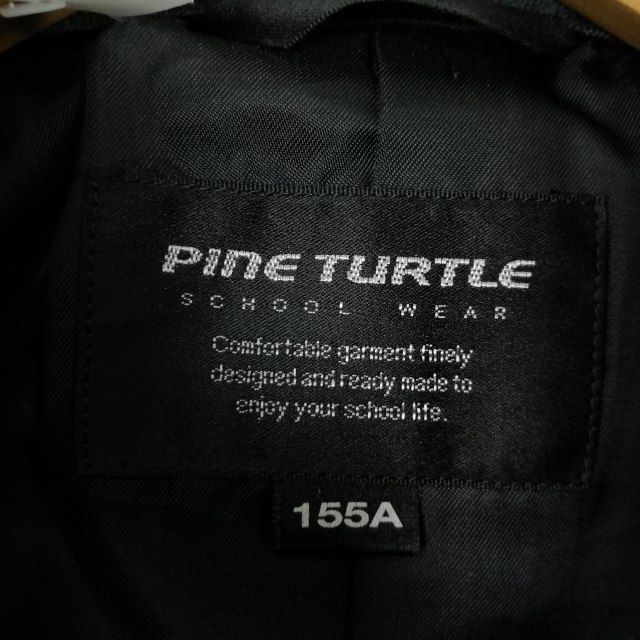 PINE TURTLE
SCHOOL WEAR
Comfortable garment finely
designed and ready made to
enjoy your school life.
155A